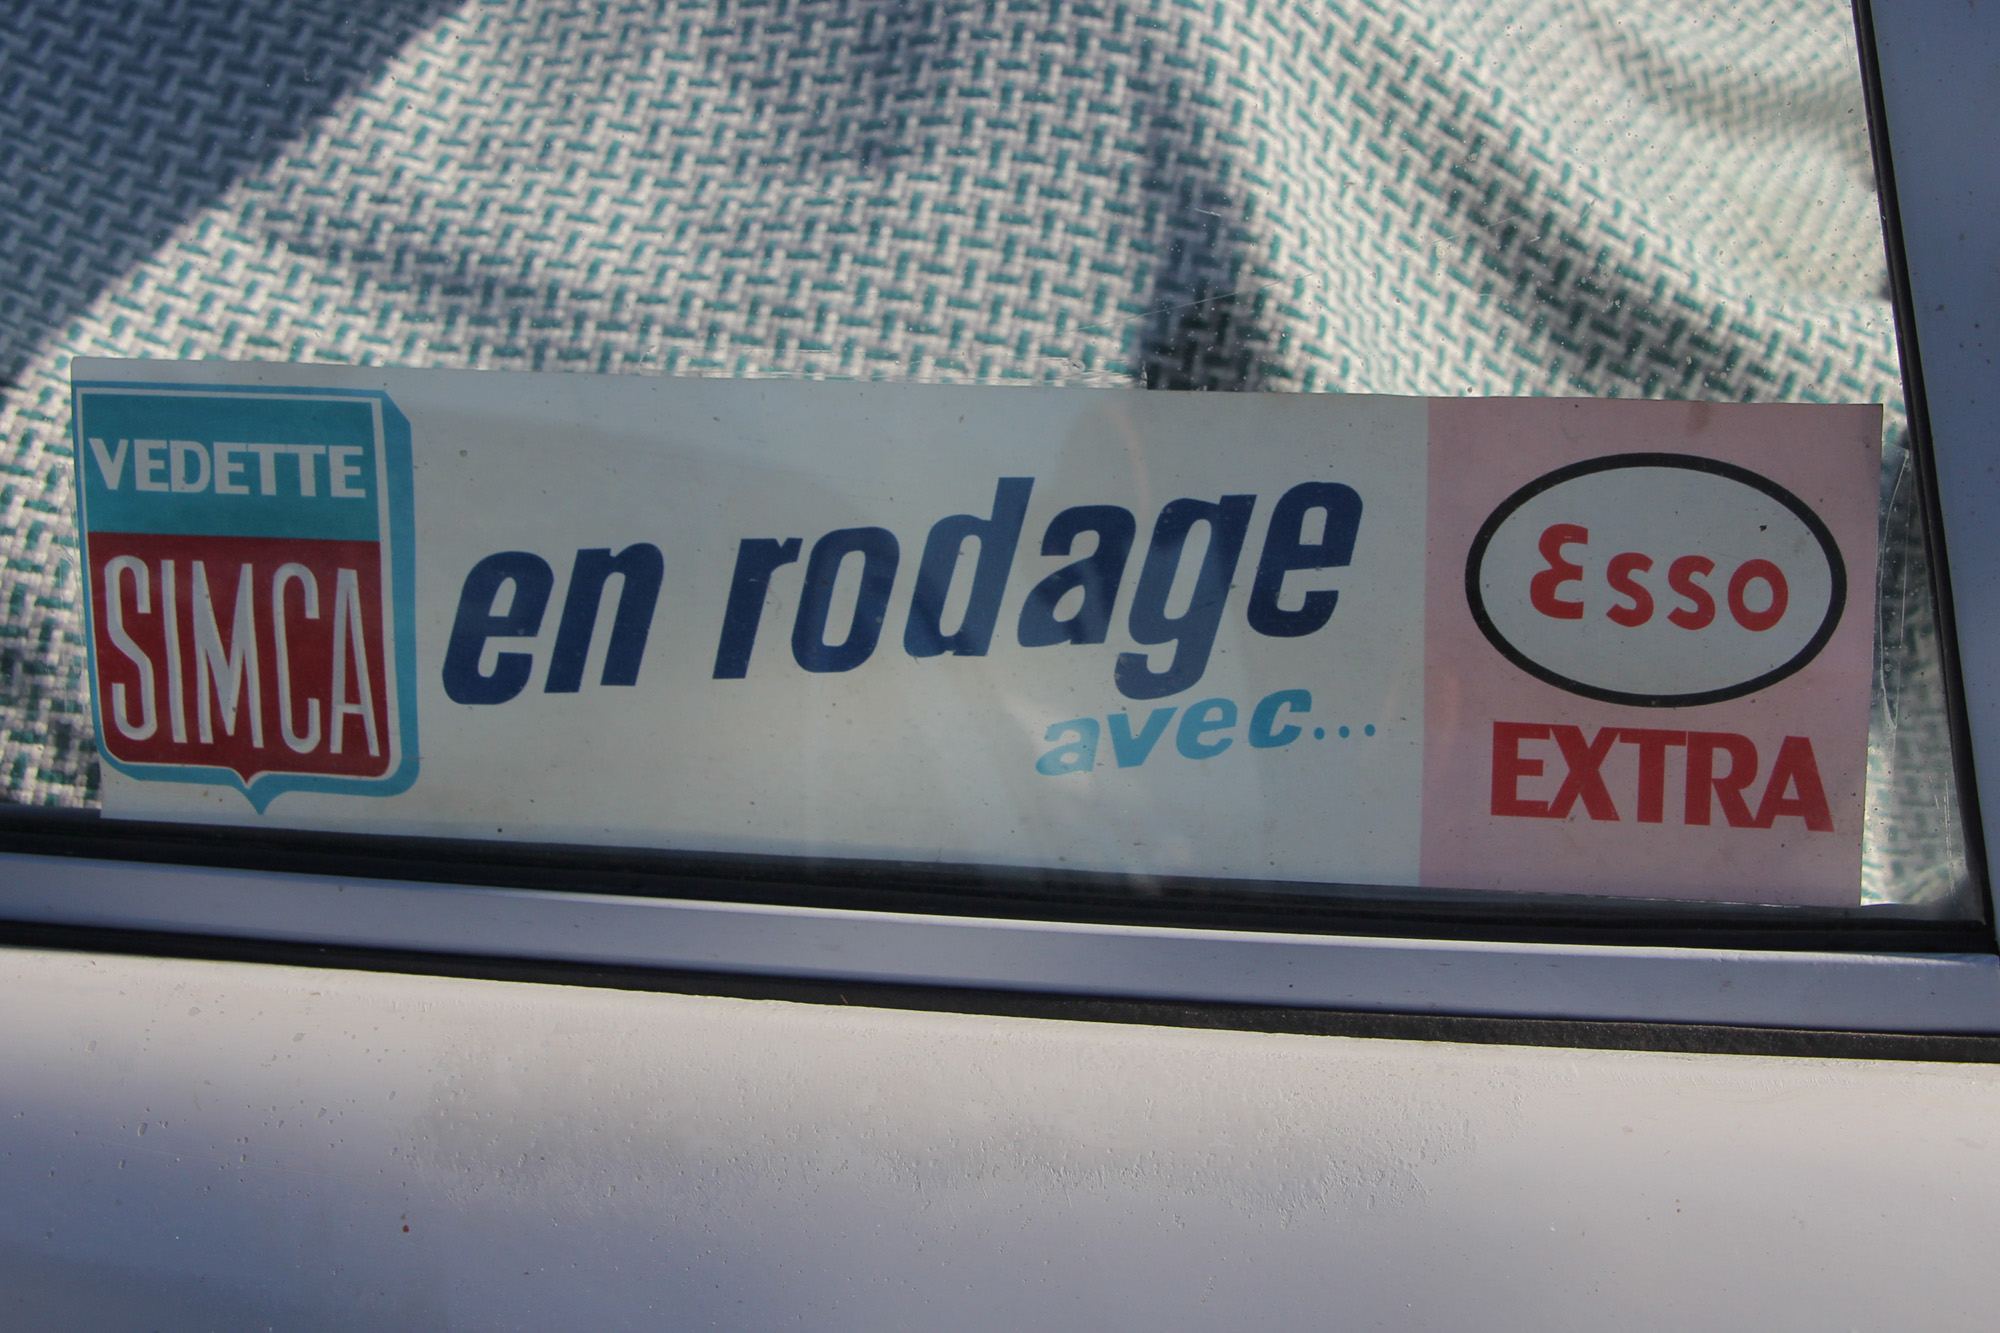 VEDETTE
SIMCA
en rodage
avec...
Esso
EXTRA